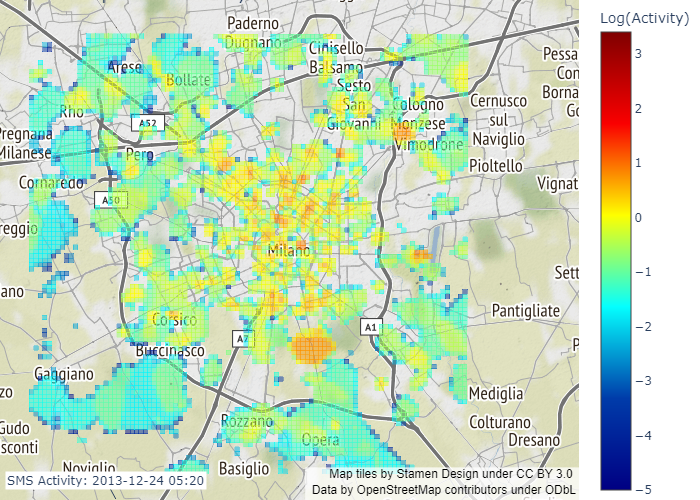 Log(Activity)
3
2
1
0
−1
−2
−3
−4
−5
Paderno
Dugnano
Cinisello
Balsamo
Pessa
Con
Borna
Go
Arese
Bollate
Sesto
San
Giovanni
Cologno
Monzese
Cernusco
sul
Naviglio
Rho
A52
Pregnana
Milanese
Vimodrone
Pero
Pioltello
Cornaredo
Vignat
A50
reggio
Milano
Sett
ano
Pantigliate
Corsico
A7
A1
Buccinasco
P
Gaggiano
zo
Mediglia
Gudo
sconti
Rozzano
Opera
Colturano
Dresano
Noviglio
Basiglio
SMS Activity: 2013-12-24 05:20
Map tiles by Stamen Design under CC BY 3.0
Data by OpenStreetMap contributors under ODbL